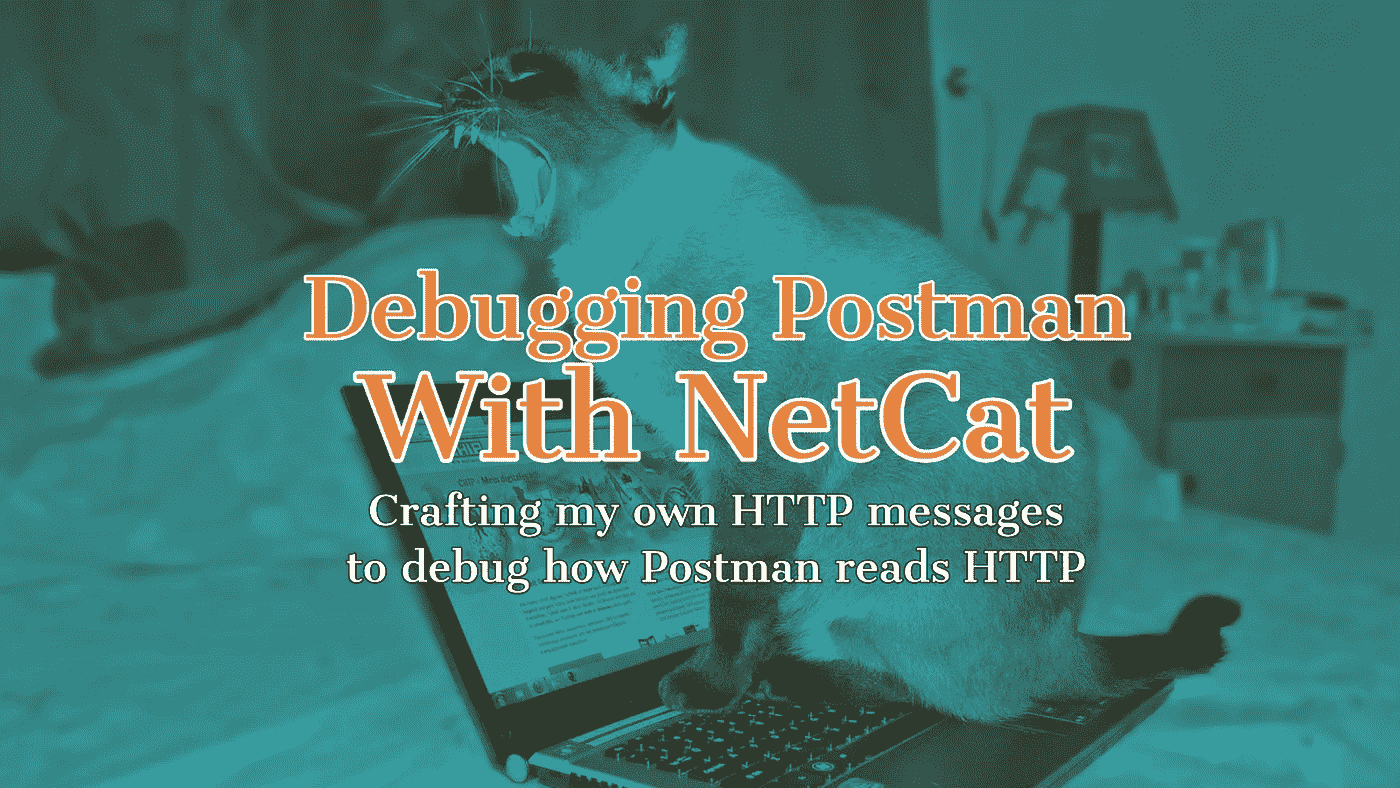 Debugging Postman
With NetCat
Crafting my own HTTP messages
to debug how Postman reads HTTP